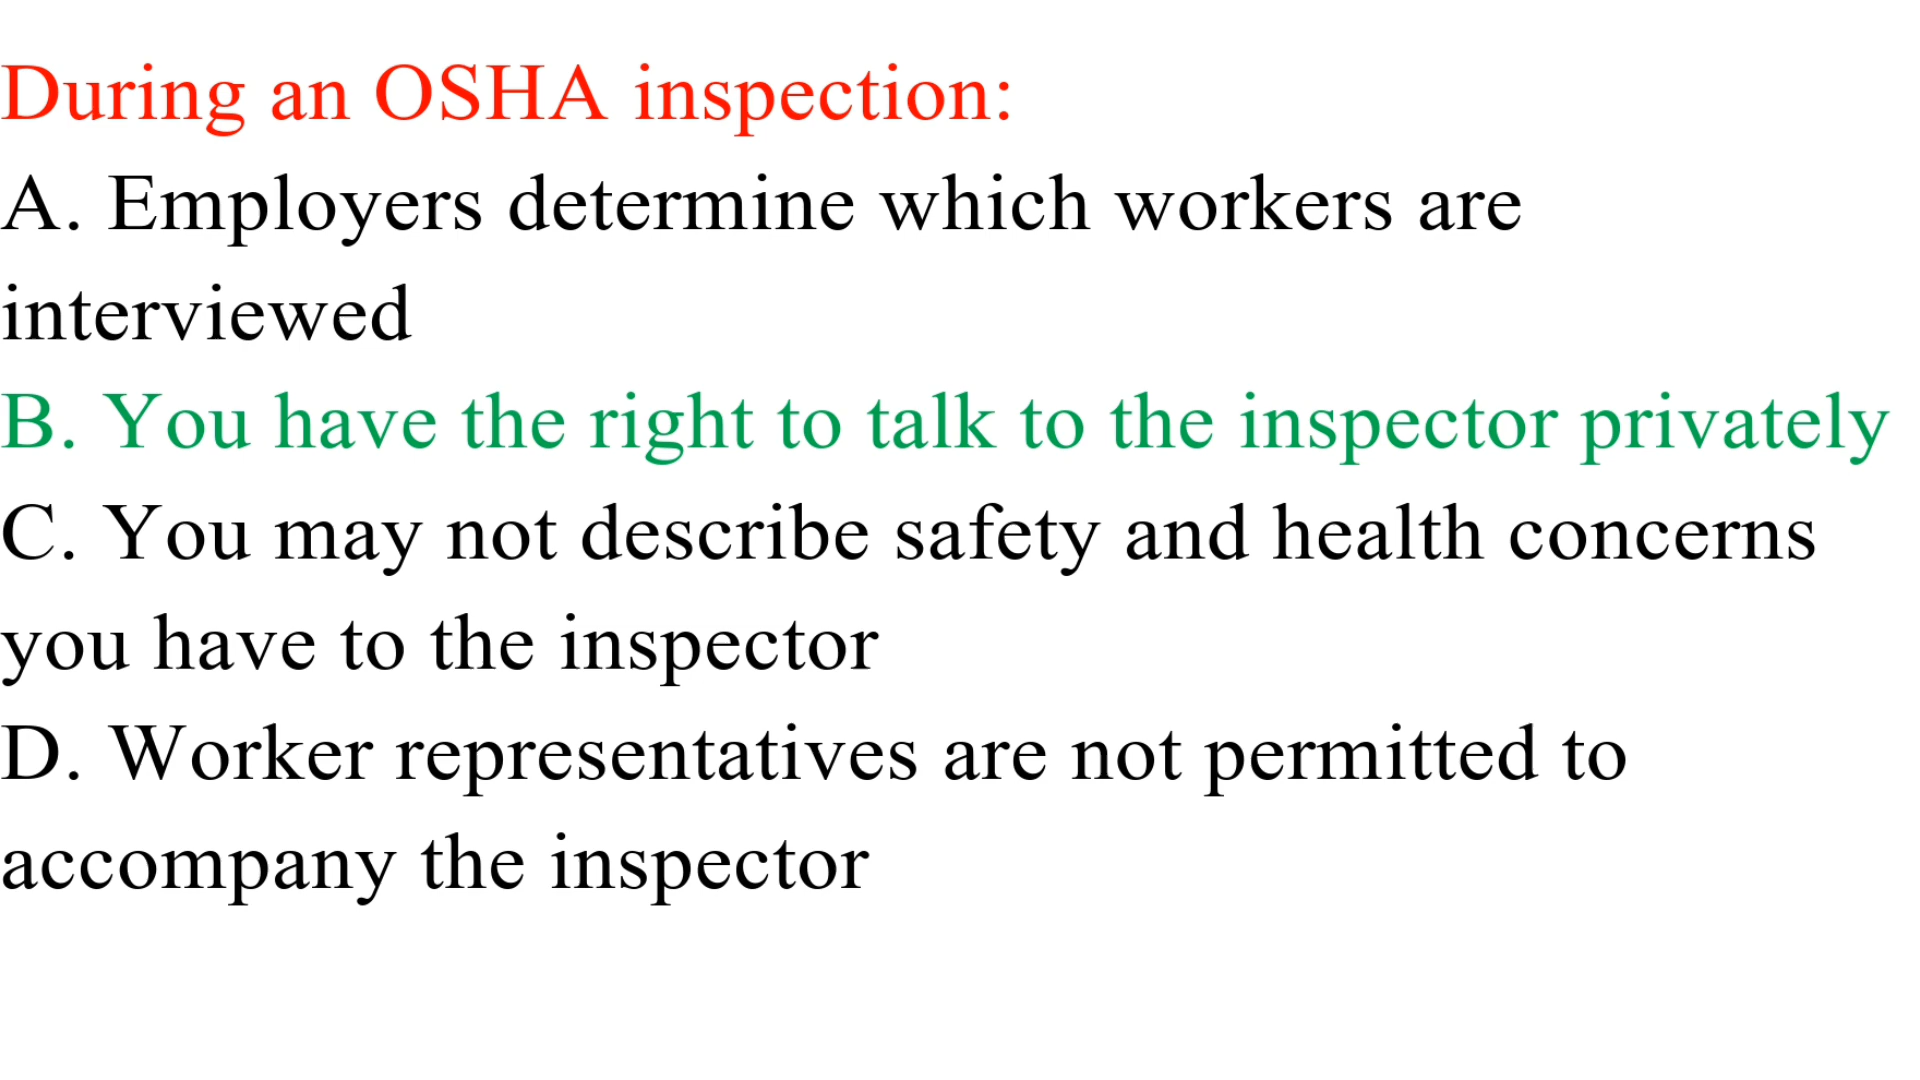 During an OSHA inspection:
A. Employers determine which workers are
interviewed
B. You have the right to talk to the inspector privately
C. You may not describe safety and health concerns
you have to the inspector
D. Worker representatives are not permitted to
accompany the inspector